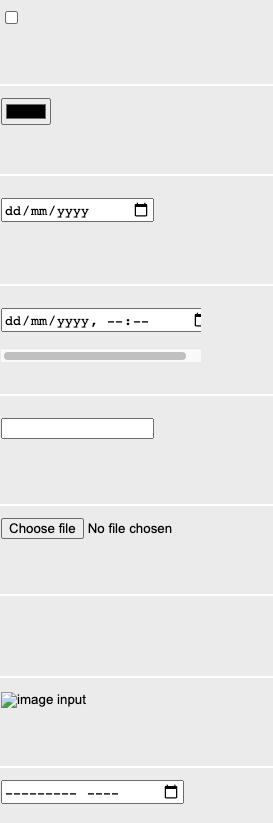 dd/mm/yyyy
dd/mm/yyyy, --:--
Choose file No file chosen
image input
--------- ----